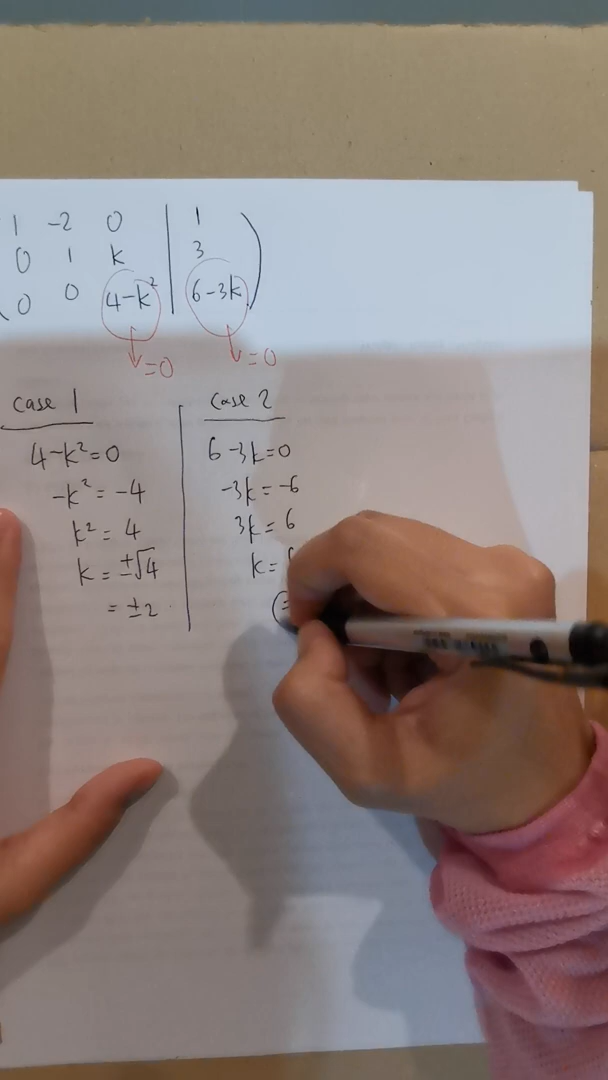 1 -2 0 | 1
0 1 k | 3
0 0 4-k² | 6-3k
=0 =0
case 1
4-k²=0
-k² = -4
k² = 4
k = ±√4
= ±2
case 2
6-3k=0
-3k = -6
3k = 6
k =
=